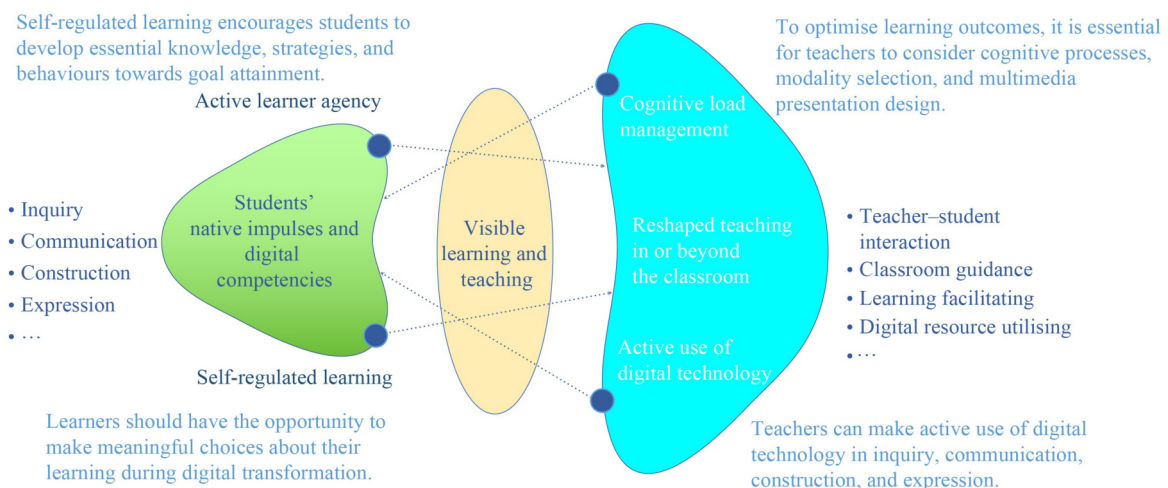 Self-regulated learning encourages students to
develop essential knowledge, strategies, and
behaviours towards goal attainment.
Active learner agency
• Inquiry
• Communication
• Construction
• Expression
• …
Students’
native impulses and
digital
competencies
Self-regulated learning
Learners should have the opportunity to
make meaningful choices about their
learning during digital transformation.
Visible
learning and
teaching
To optimise learning outcomes, it is essential
for teachers to consider cognitive processes,
modality selection, and multimedia
presentation design.
Cognitive load
management
Reshaped teaching
in or beyond
the classroom
Active use of
digital technology
• Teacher–student
interaction
• Classroom guidance
• Learning facilitating
• Digital resource utilising
• …
Teachers can make active use of digital
technology in inquiry, communication,
construction, and expression.